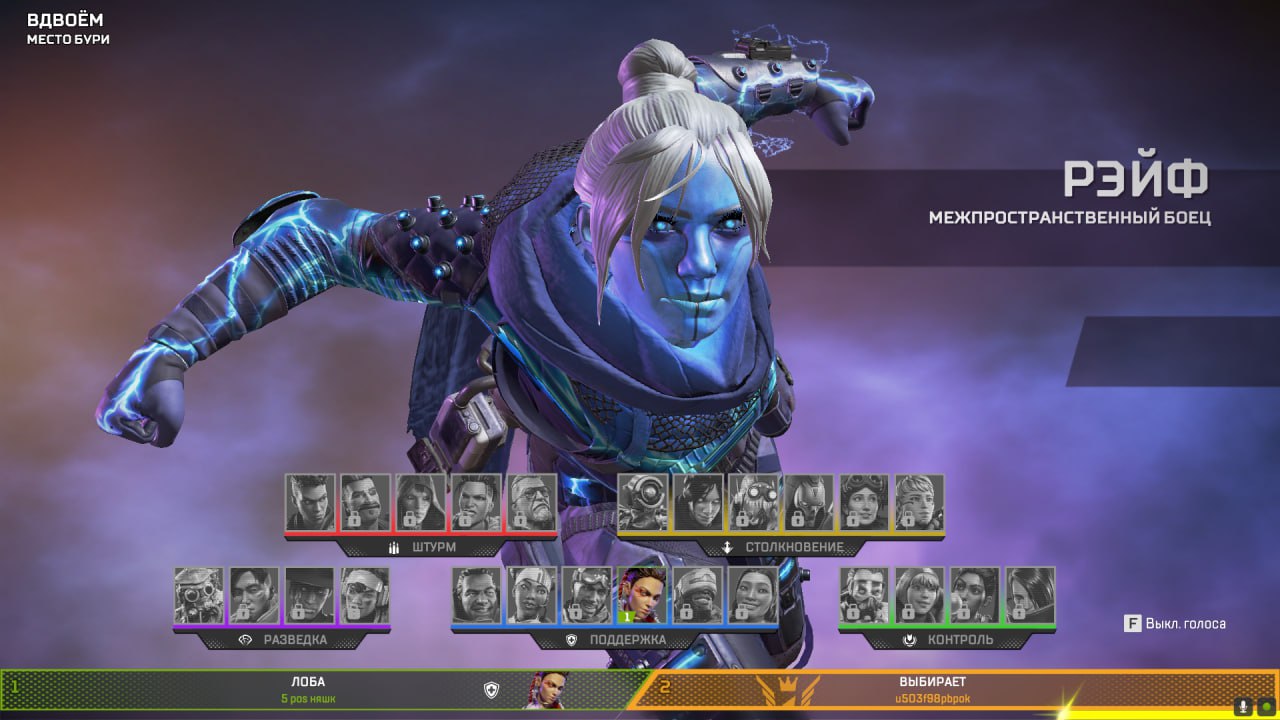 ВДВОЁМ
МЕСТО БУРИ
РЭЙФ
МЕЖПРОСТРАНСТВЕННЫЙ БОЕЦ
ШТУРМ
СТОЛКНОВЕНИЕ
1
РАЗВЕДКА
ПОДДЕРЖКА
КОНТРОЛЬ
F Выкл. голоса
1
ЛОБА
5 pos няшк
2
ВЫБИРАЕТ
u503f98pbpok